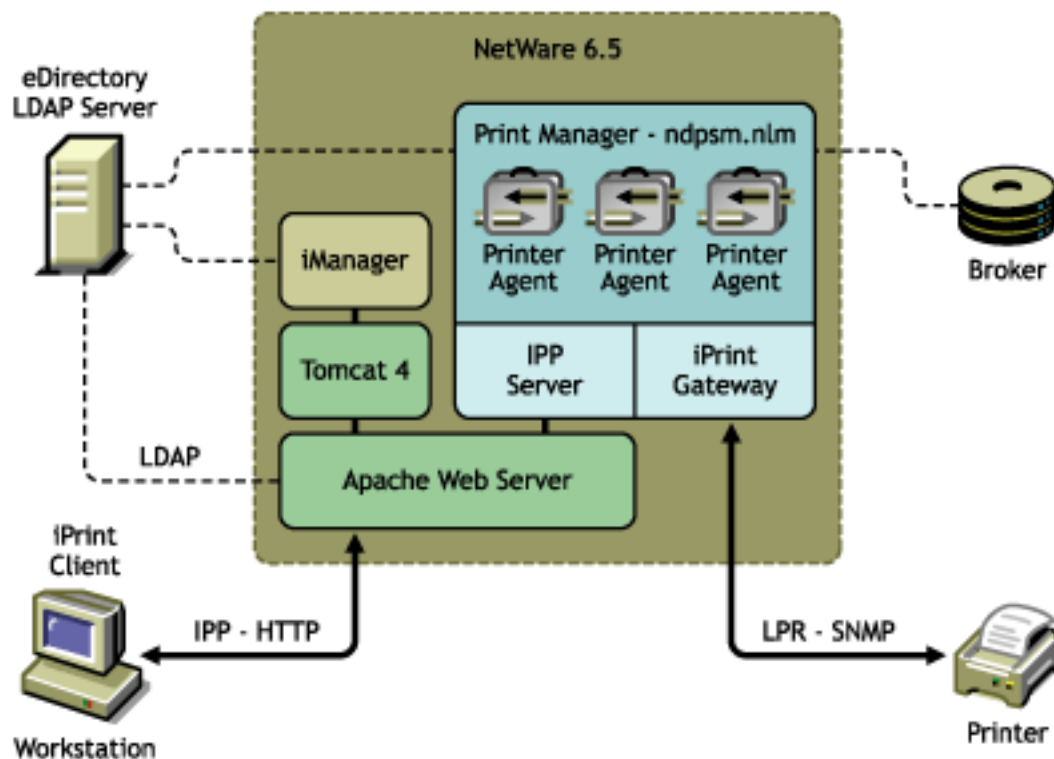 NetWare 6.5
eDirectory
LDAP Server
Print Manager - ndpsm.nlm
Printer
Agent
Printer
Agent
Printer
Agent
Broker
iManager
Tomcat 4
IPP
Server
iPrint
Gateway
LDAP
Apache Web Server
iPrint
Client
IPP - HTTP
LPR - SNMP
Workstation
Printer